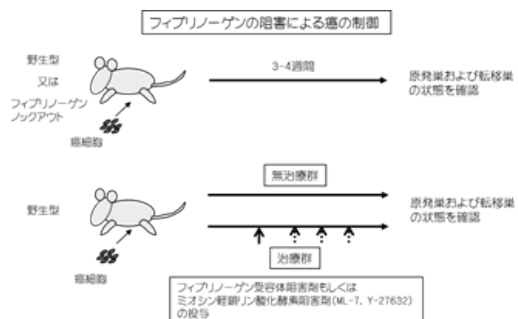 フィブリノーゲンの阻害による癌の制御
野生型
又は
フィブリノーゲン
ノックアウト
癌細胞
3-4週間
原発巣および転移巣
の状態を確認
野生型
癌細胞
無治療群
治療群
原発巣および転移巣
の状態を確認
フィブリノーゲン受容体阻害剤もしくは
ミオシン軽鎖リン酸化酵素阻害剤(ML-7, Y-27632)
の投与